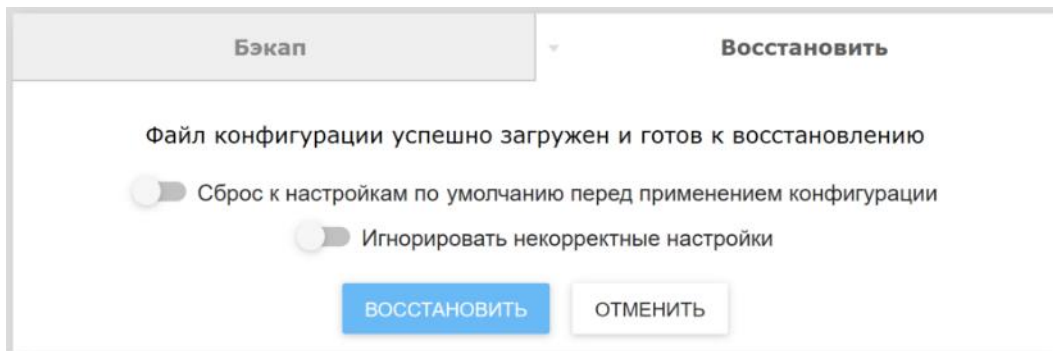 Бэкап
Восстановить
Файл конфигурации успешно загружен и готов к восстановлению
Сброс к настройкам по умолчанию перед применением конфигурации
Игнорировать некорректные настройки
ВОССТАНОВИТЬ
ОТМЕНИТЬ